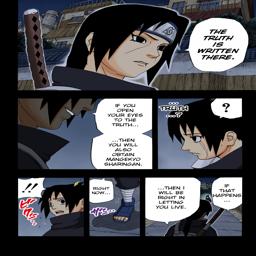 THE
TRUTH
IS
WRITTEN
THERE.
?
...
TRUTH
...?
IF YOU
OPEN
YOUR EYES
TO THE
TRUTH...
...THEN
YOU WILL
ALSO
OBTAIN
MANGEKYO
SHARINGAN.
IF
THAT
HAPPENS
...
...THEN I
WILL BE
RIGHT IN
LETTING
YOU LIVE.
RIGHT
NOW...
!!